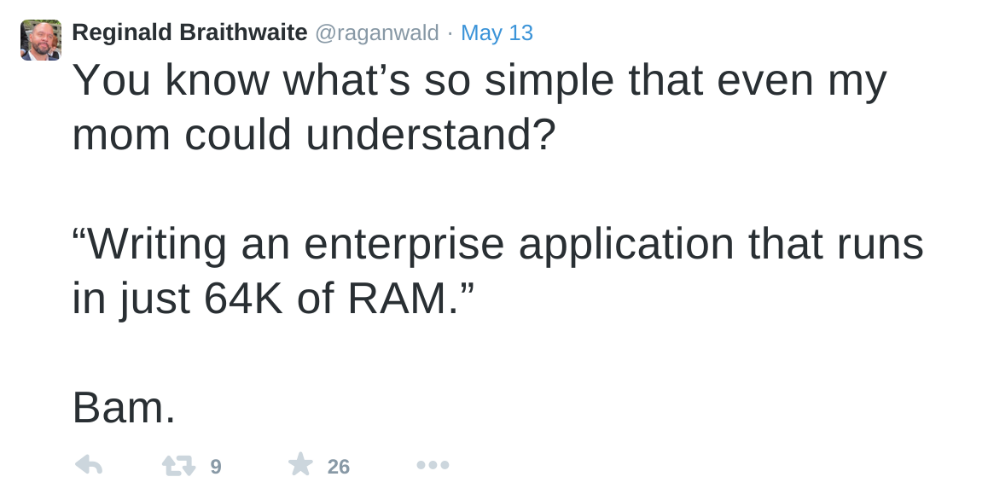 Reginald Braithwaite @raganwald · May 13
You know what’s so simple that even my
mom could understand?
“Writing an enterprise application that runs
in just 64K of RAM.”
Bam.
9 26